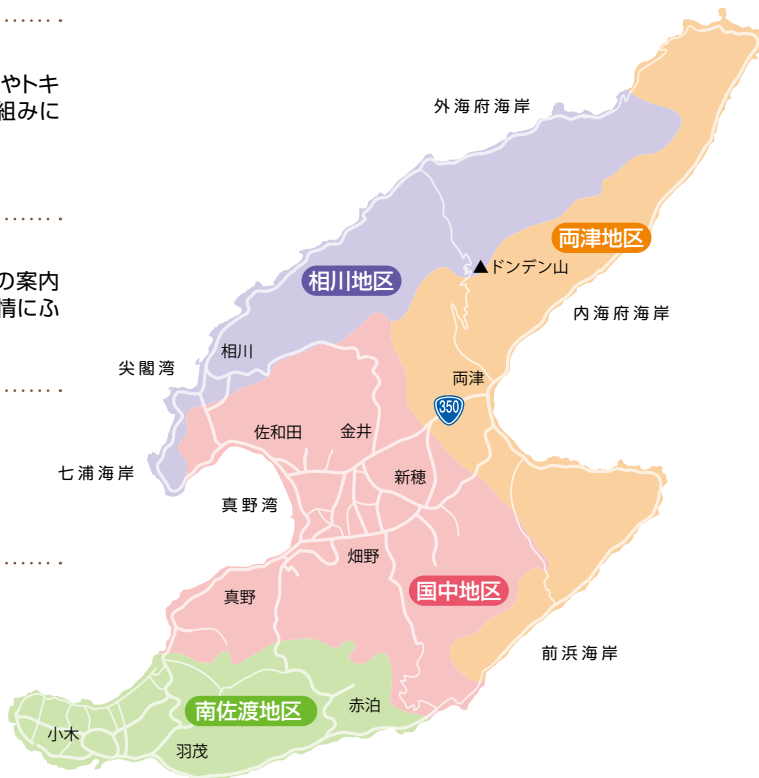 やトキ
組みに
の案内
情にふ
外海府海岸
両津地区
▲ドンデン山
相川地区
内海府海岸
相川
尖閣湾
両津
350
佐和田
金井
七浦海岸
新穂
真野湾
畑野
国中地区
真野
前浜海岸
赤泊
南佐渡地区
小木
羽茂